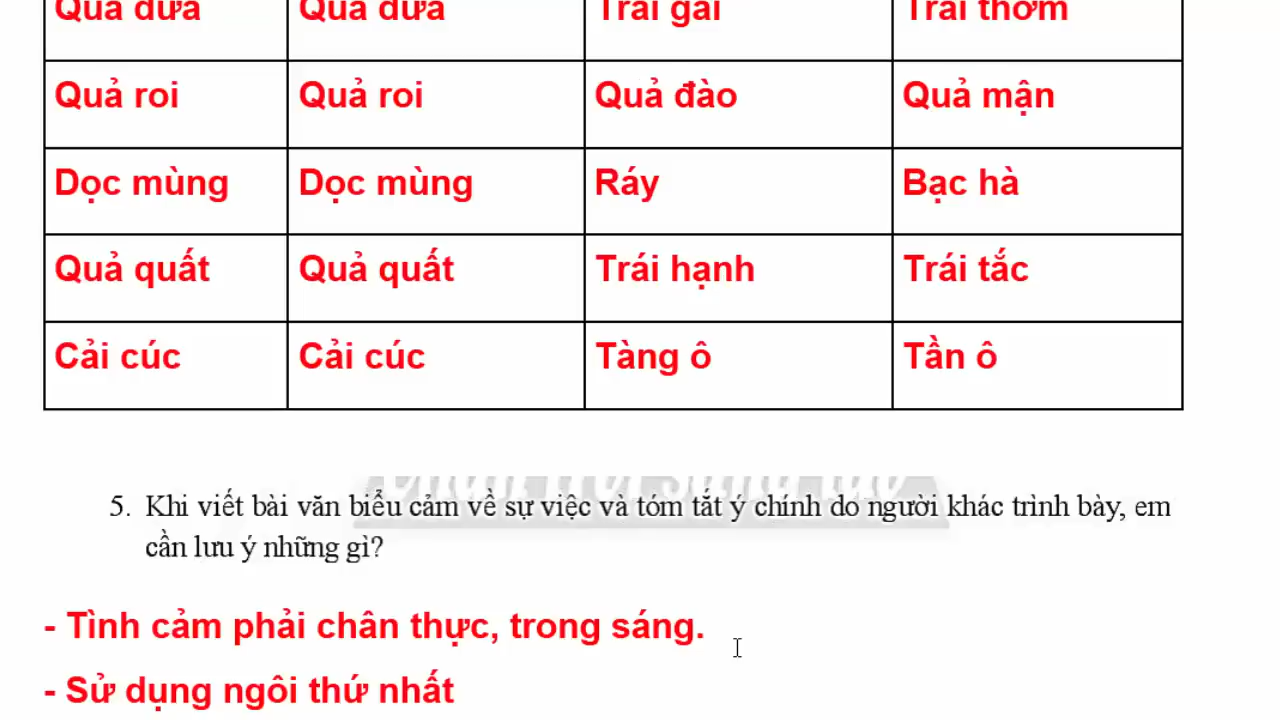 Quả dứa Quả dứa Trái gai Trái thơm
Quả roi Quả roi Quả đào Quả mận
Dọc mùng Dọc mùng Ráy Bạc hà
Quả quất Quả quất Trái hạnh Trái tắc
Cải cúc Cải cúc Tàng ô Tần ô
5. Khi viết bài văn biểu cảm về sự việc và tóm tắt ý chính do người khác trình bày, em
cần lưu ý những gì?
- Tình cảm phải chân thực, trong sáng.
- Sử dụng ngôi thứ nhất